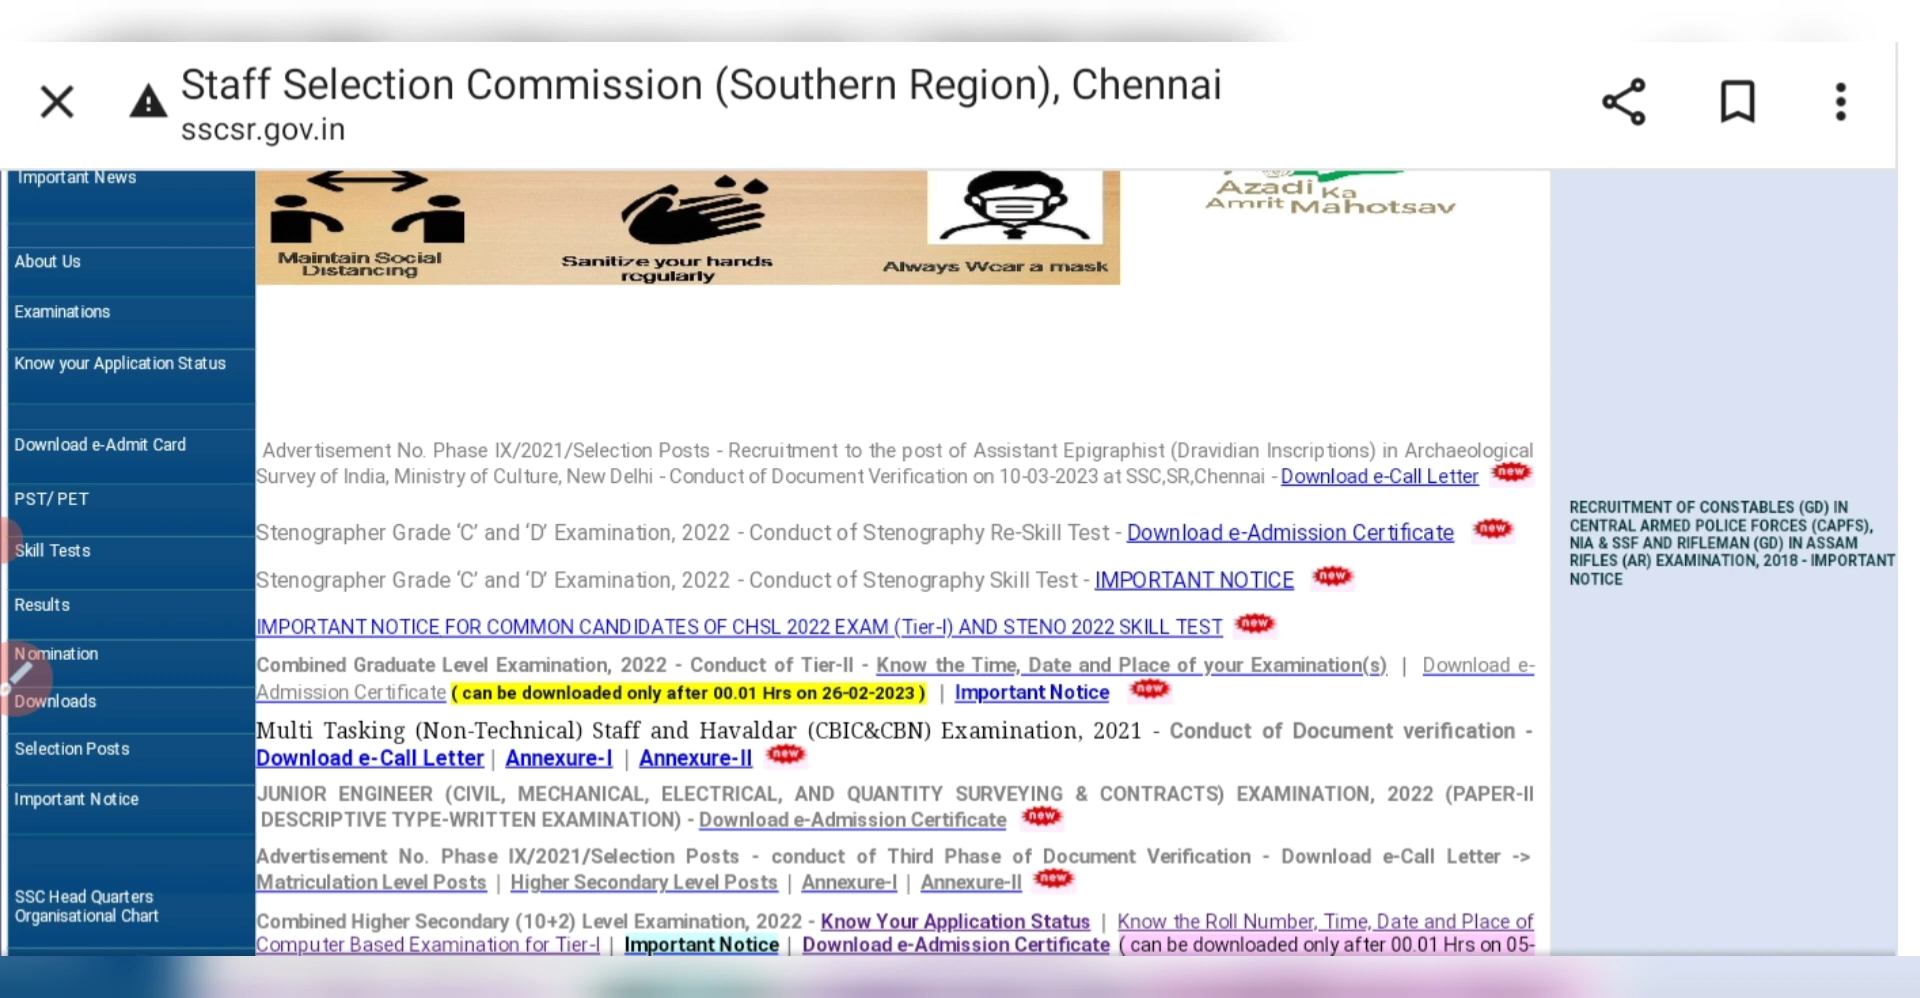 Staff Selection Commission (Southern Region), Chennai
sscsr.gov.in
Important News
About Us
Examinations
Know your Application Status
Download e-Admit Card
PST/ PET
Skill Tests
Results
Nomination
Downloads
Selection Posts
Important Notice
SSC Head Quarters
Organisational Chart
Maintain Social
Distancing
Sanitize your hands
regularly
Always Wear a mask
Azadi Ka
Amrit Mahotsav
Advertisement No. Phase IX/2021/Selection Posts - Recruitment to the post of Assistant Epigraphist (Dravidian Inscriptions) in Archaeological
Survey of India, Ministry of Culture, New Delhi - Conduct of Document Verification on 10-03-2023 at SSC,SR,Chennai - Download e-Call Letter new
Stenographer Grade ‘C’ and ‘D’ Examination, 2022 - Conduct of Stenography Re-Skill Test - Download e-Admission Certificate new
Stenographer Grade ‘C’ and ‘D’ Examination, 2022 - Conduct of Stenography Skill Test - IMPORTANT NOTICE new
IMPORTANT NOTICE FOR COMMON CANDIDATES OF CHSL 2022 EXAM (Tier-I) AND STENO 2022 SKILL TEST new
Combined Graduate Level Examination, 2022 - Conduct of Tier-II - Know the Time, Date and Place of your Examination(s) | Download e-
Admission Certificate ( can be downloaded only after 00.01 Hrs on 26-02-2023 ) | Important Notice new
Multi Tasking (Non-Technical) Staff and Havaldar (CBIC&CBN) Examination, 2021 - Conduct of Document verification -
Download e-Call Letter | Annexure-I | Annexure-II new
JUNIOR ENGINEER (CIVIL, MECHANICAL, ELECTRICAL, AND QUANTITY SURVEYING & CONTRACTS) EXAMINATION, 2022 (PAPER-II
DESCRIPTIVE TYPE-WRITTEN EXAMINATION) - Download e-Admission Certificate new
Advertisement No. Phase IX/2021/Selection Posts - conduct of Third Phase of Document Verification - Download e-Call Letter ->
Matriculation Level Posts | Higher Secondary Level Posts | Annexure-I | Annexure-II new
Combined Higher Secondary (10+2) Level Examination, 2022 - Know Your Application Status | Know the Roll Number, Time, Date and Place of
Computer Based Examination for Tier-I | Important Notice | Download e-Admission Certificate ( can be downloaded only after 00.01 Hrs on 05-
RECRUITMENT OF CONSTABLES (GD) IN
CENTRAL ARMED POLICE FORCES (CAPFS),
NIA & SSF AND RIFLEMAN (GD) IN ASSAM
RIFLES (AR) EXAMINATION, 2018 - IMPORTANT
NOTICE